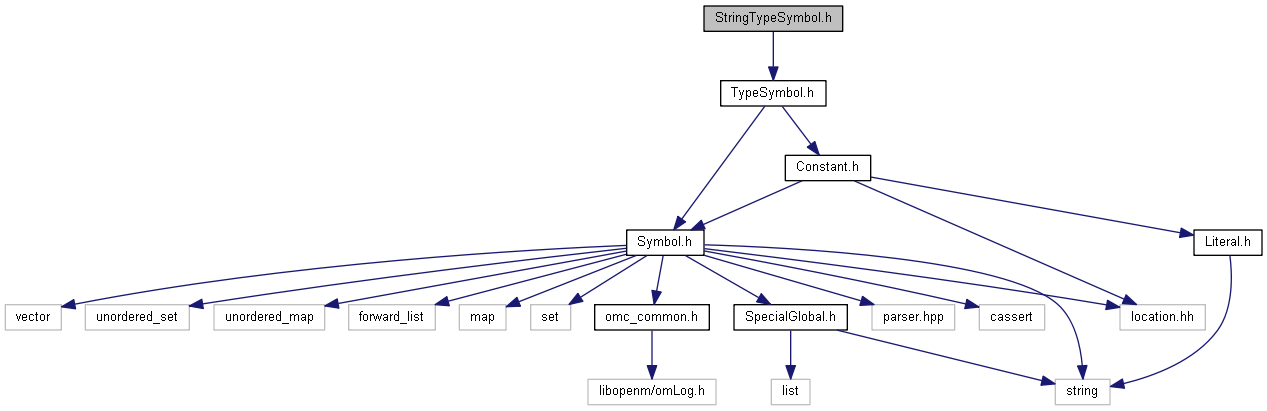 StringTypeSymbol.h
TypeSymbol.h
Constant.h
Symbol.h
Literal.h
vector
unordered_set
unordered_map
forward_list
map
set
omc_common.h
SpecialGlobal.h
parser.hpp
cassert
location.hh
libopenm/omLog.h
list
string